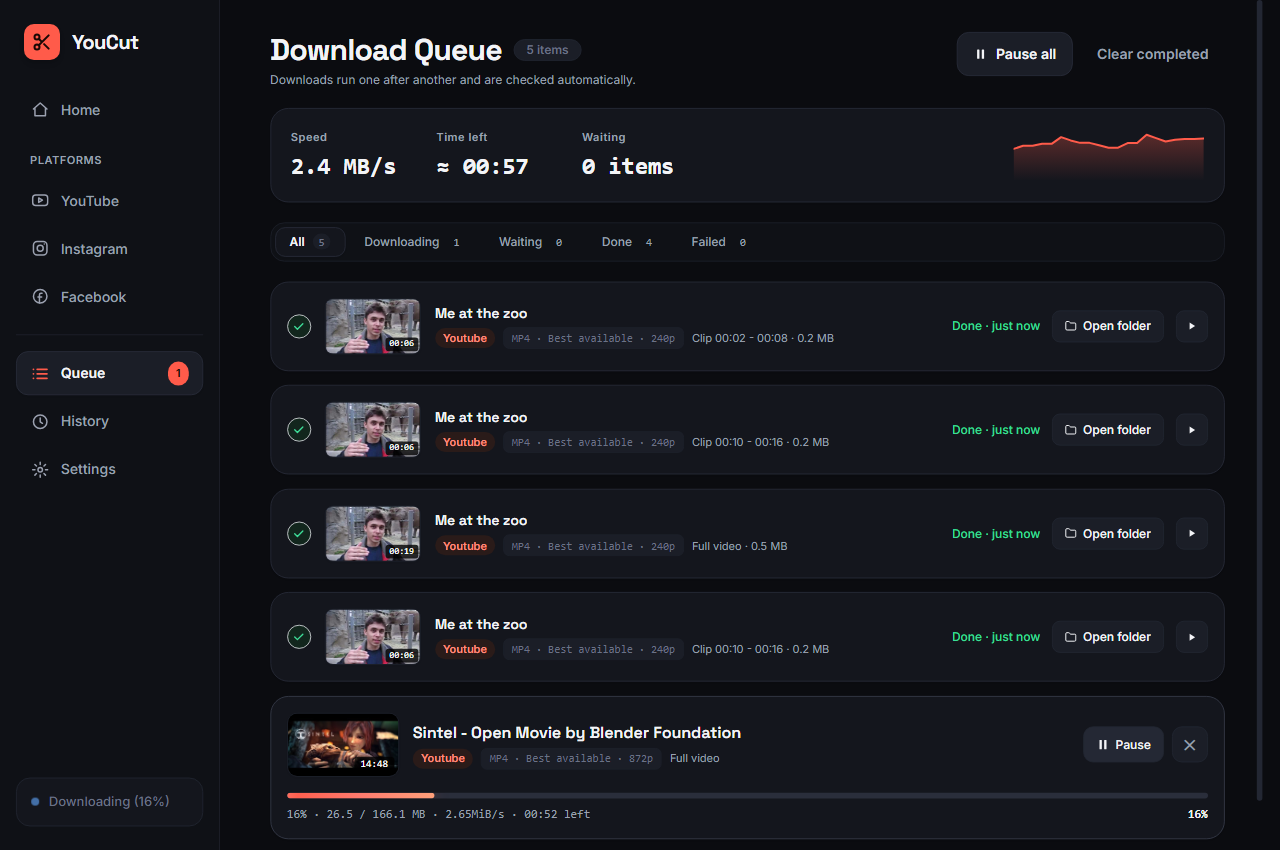 YouCut
Home
PLATFORMS
YouTube
Instagram
Facebook
Queue 1
History
Settings
Downloading (16%)
Download Queue 5 items
Downloads run one after another and are checked automatically.
Pause all Clear completed
Speed Time left Waiting
2.4 MB/s ≈ 00:57 0 items
All 5 Downloading 1 Waiting 0 Done 4 Failed 0
Me at the zoo
00:06 Youtube MP4 · Best available · 240p Clip 00:02 - 00:08 · 0.2 MB
Done · just now Open folder
Me at the zoo
00:06 Youtube MP4 · Best available · 240p Clip 00:10 - 00:16 · 0.2 MB
Done · just now Open folder
Me at the zoo
00:19 Youtube MP4 · Best available · 240p Full video · 0.5 MB
Done · just now Open folder
Me at the zoo
00:06 Youtube MP4 · Best available · 240p Clip 00:10 - 00:16 · 0.2 MB
Done · just now Open folder
SINTEL
14:48
Sintel - Open Movie by Blender Foundation
Youtube MP4 · Best available · 872p Full video
Pause
16% · 26.5 / 166.1 MB · 2.65MiB/s · 00:52 left 16%